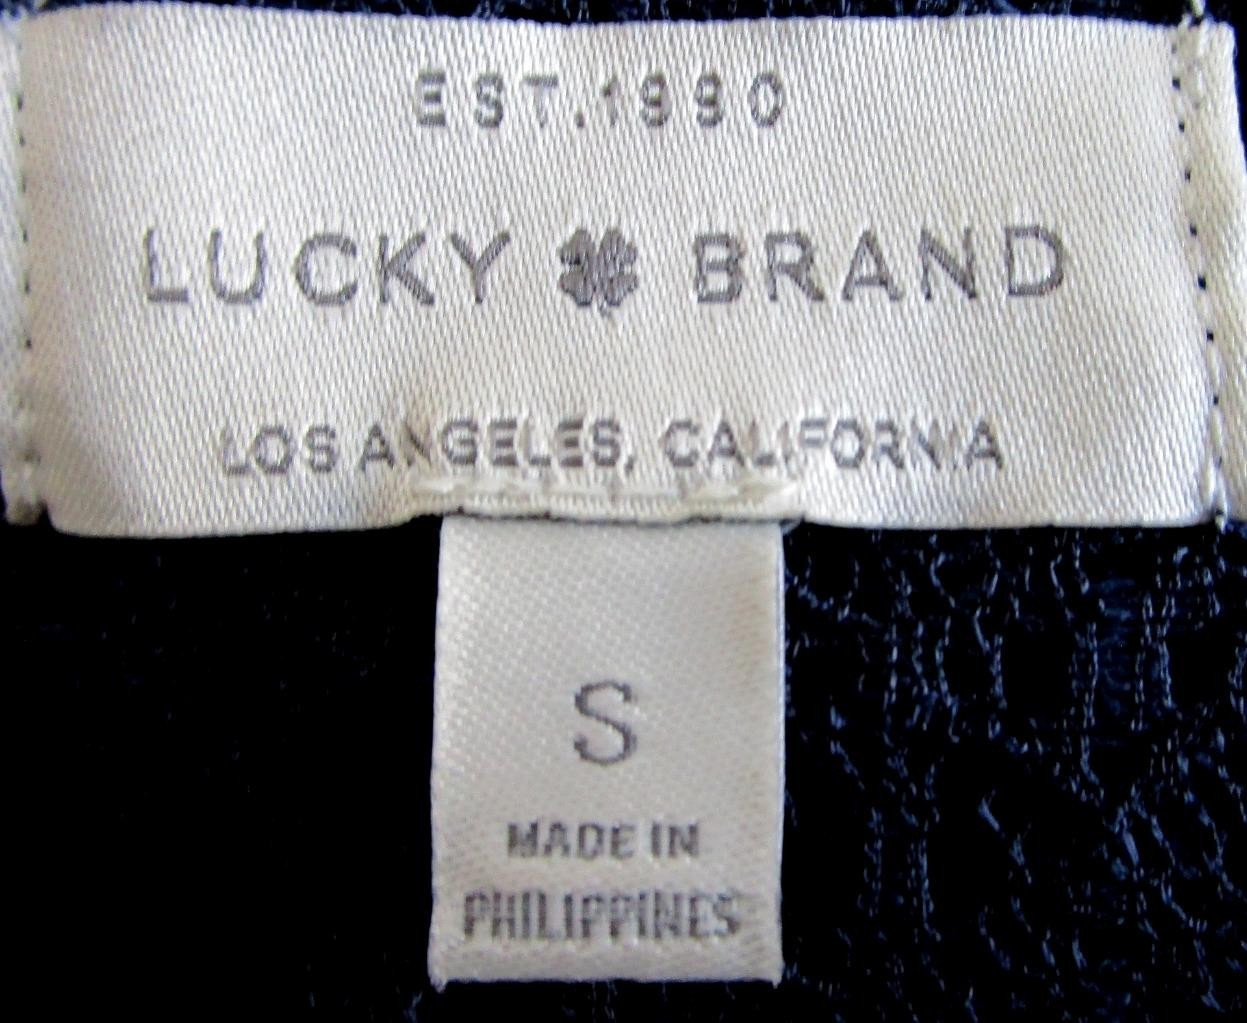 EST.1990
LUCKY BRAND
LOS ANGELES, CALIFORNIA
S
MADE IN
PHILIPPINES